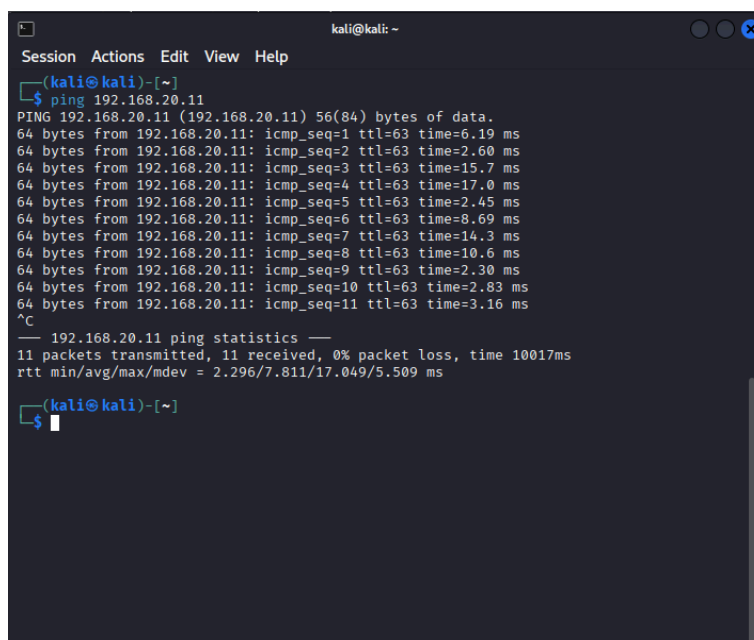 kali@kali: ~
Session Actions Edit View Help
┌──(kali㉿kali)-[~]
└─$ ping 192.168.20.11
PING 192.168.20.11 (192.168.20.11) 56(84) bytes of data.
64 bytes from 192.168.20.11: icmp_seq=1 ttl=63 time=6.19 ms
64 bytes from 192.168.20.11: icmp_seq=2 ttl=63 time=2.60 ms
64 bytes from 192.168.20.11: icmp_seq=3 ttl=63 time=15.7 ms
64 bytes from 192.168.20.11: icmp_seq=4 ttl=63 time=17.0 ms
64 bytes from 192.168.20.11: icmp_seq=5 ttl=63 time=2.45 ms
64 bytes from 192.168.20.11: icmp_seq=6 ttl=63 time=8.69 ms
64 bytes from 192.168.20.11: icmp_seq=7 ttl=63 time=14.3 ms
64 bytes from 192.168.20.11: icmp_seq=8 ttl=63 time=10.6 ms
64 bytes from 192.168.20.11: icmp_seq=9 ttl=63 time=2.30 ms
64 bytes from 192.168.20.11: icmp_seq=10 ttl=63 time=2.83 ms
64 bytes from 192.168.20.11: icmp_seq=11 ttl=63 time=3.16 ms
^C
--- 192.168.20.11 ping statistics ---
11 packets transmitted, 11 received, 0% packet loss, time 10017ms
rtt min/avg/max/mdev = 2.296/7.811/17.049/5.509 ms
┌──(kali㉿kali)-[~]
└─$